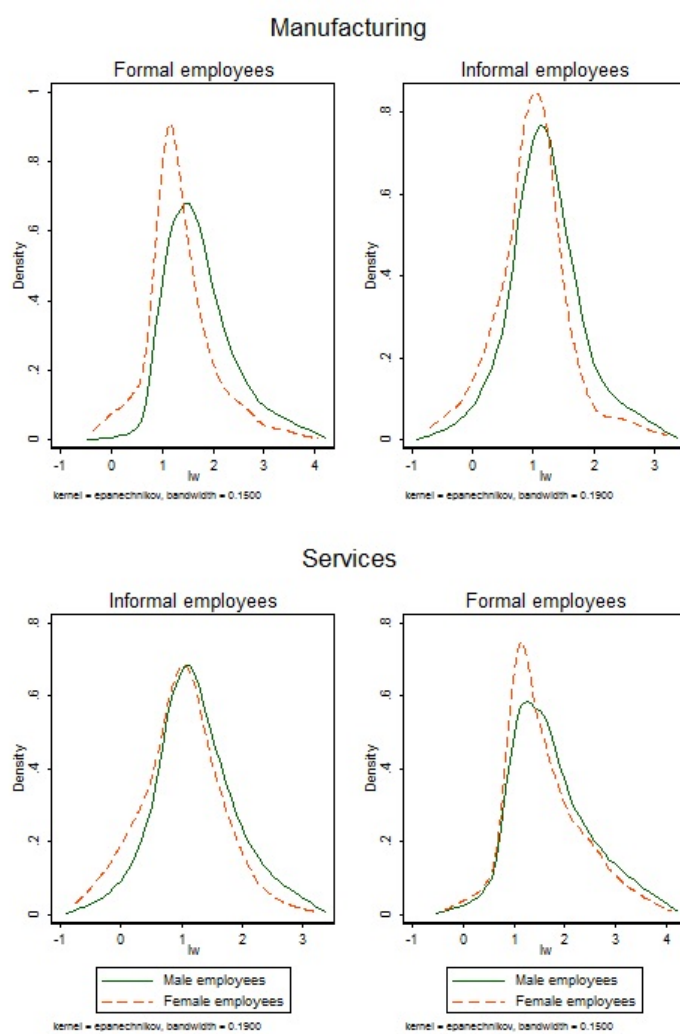 Manufacturing
Formal employees
Density
0 .2 .4 .6 .8 1
-1 0 1 2 3 4
lw
kernel = epanechnikov, bandwidth = 0.1500
Informal employees
Density
0 .2 .4 .6 .8
-1 0 1 2 3
lw
kernel = epanechnikov, bandwidth = 0.1900
Services
Informal employees
Density
0 .2 .4 .6 .8
-1 0 1 2 3
lw
Male employees
Female employees
kernel = epanechnikov, bandwidth = 0.1900
Formal employees
Density
0 .2 .4 .6 .8
-1 0 1 2 3 4
lw
Male employees
Female employees
kernel = epanechnikov, bandwidth = 0.1500